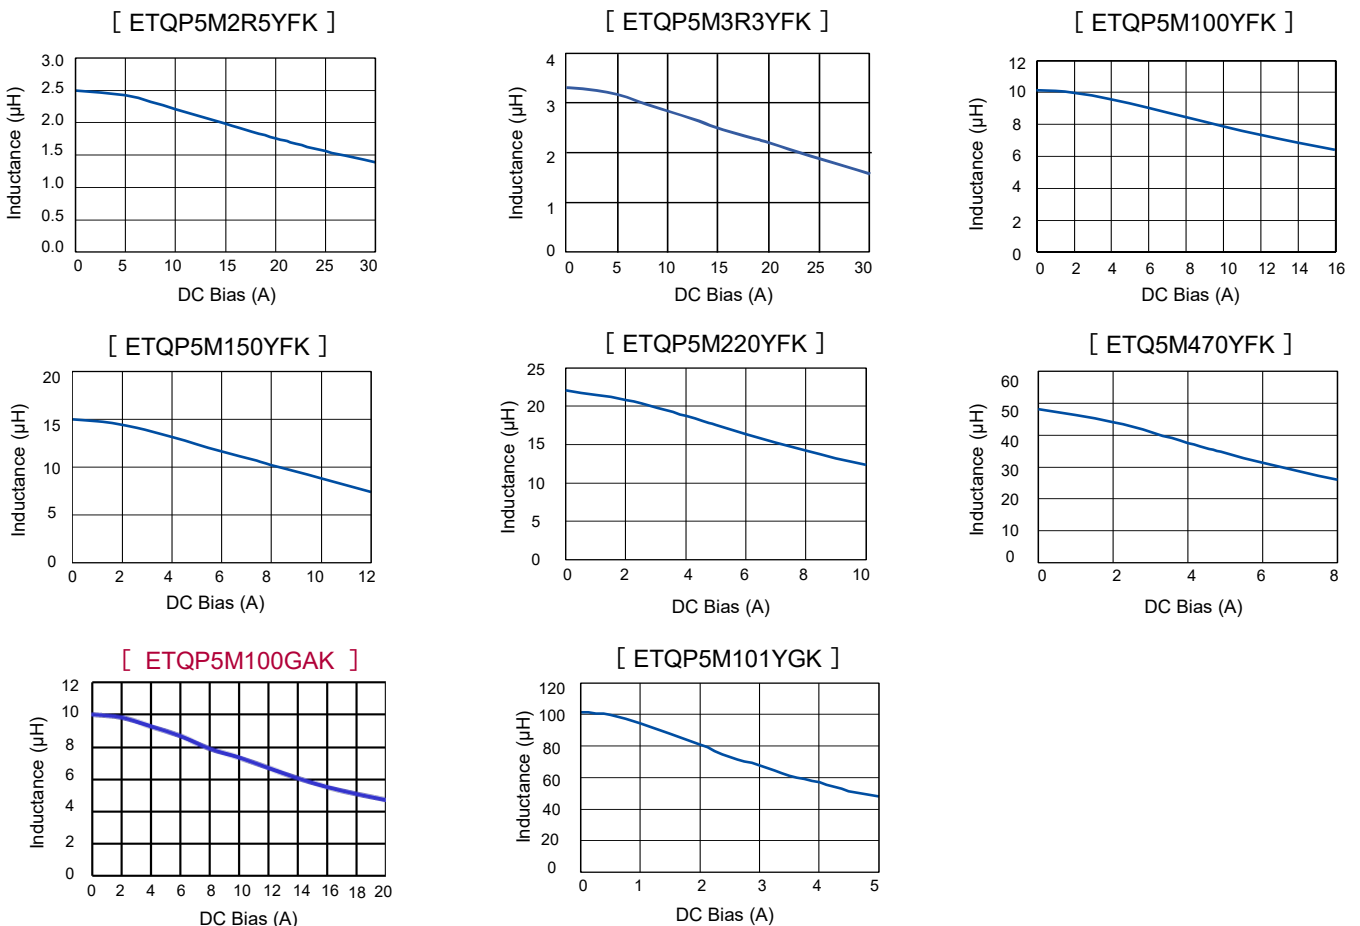 [ ETQP5M2R5YFK ]
3.0
2.5
2.0
1.5
1.0
0.5
0.0
Inductance (µH)
0 5 10 15 20 25 30
DC Bias (A)
[ ETQP5M3R3YFK ]
4
3
2
1
0
Inductance (µH)
0 5 10 15 20 25 30
DC Bias (A)
[ ETQP5M100YFK ]
12
10
8
6
4
2
0
Inductance (µH)
0 2 4 6 8 10 12 14 16
DC Bias (A)
[ ETQP5M150YFK ]
20
15
10
5
0
Inductance (µH)
0 2 4 6 8 10 12
DC Bias (A)
[ ETQP5M220YFK ]
25
20
15
10
5
0
Inductance (µH)
0 2 4 6 8 10
DC Bias (A)
[ ETQ5M470YFK ]
60
50
40
30
20
10
0
Inductance (µH)
0 2 4 6 8
DC Bias (A)
[ ETQP5M100GAK ]
12
10
8
6
4
2
0
Inductance (µH)
0 2 4 6 8 10 12 14 16 18 20
DC Bias (A)
[ ETQP5M101YGK ]
120
100
80
60
40
20
0
Inductance (µH)
0 1 2 3 4 5
DC Bias (A)